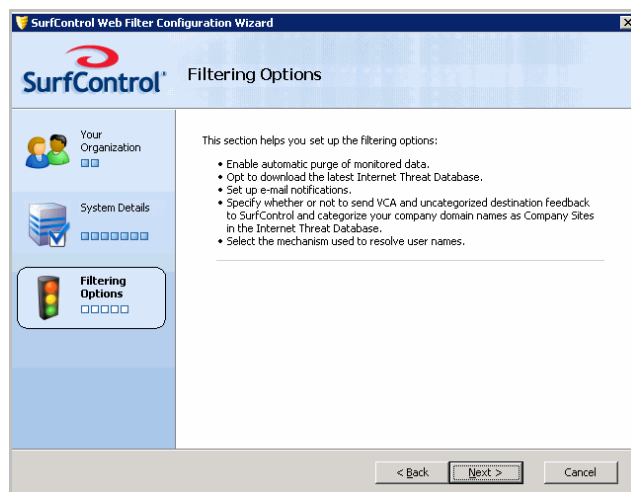 SurfControl Web Filter Configuration Wizard
SurfControl
Filtering Options
Your
Organization
System Details
Filtering
Options
This section helps you set up the filtering options:
• Enable automatic purge of monitored data.
• Opt to download the latest Internet Threat Database.
• Set up e-mail notifications.
• Specify whether or not to send VCA and uncategorized destination feedback
to SurfControl and categorize your company domain names as Company Sites
in the Internet Threat Database.
• Select the mechanism used to resolve user names.
< Back
Next >
Cancel